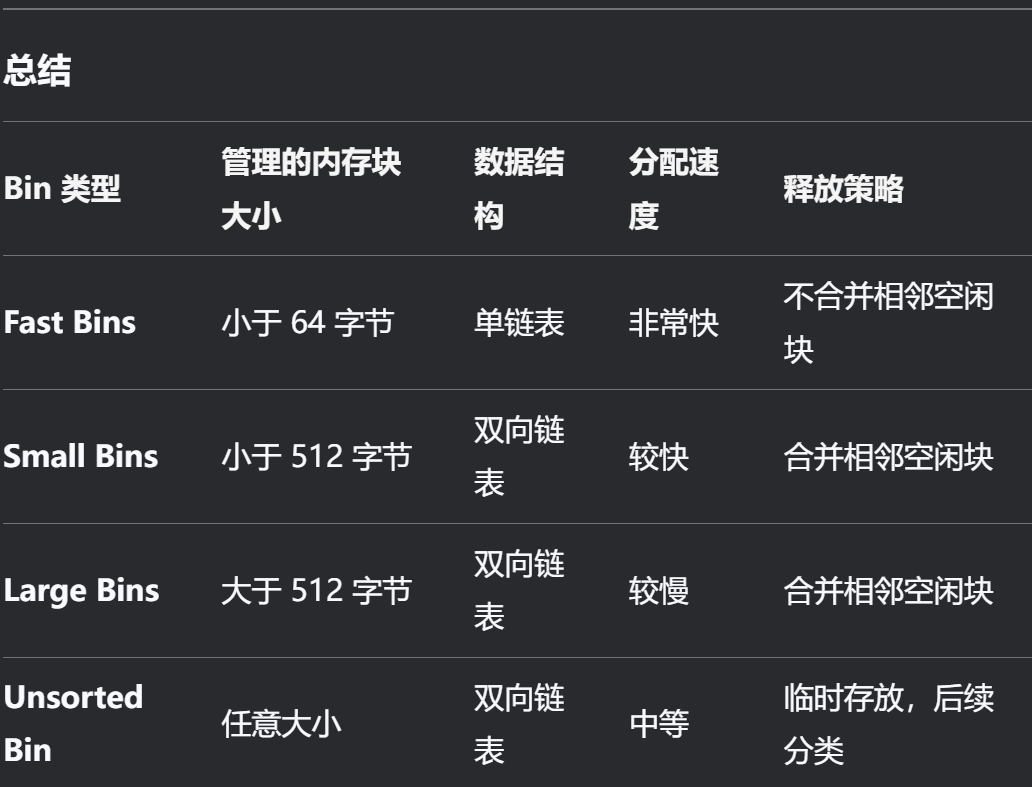 总结
Bin 类型
管理的内存块
大小
数据结
构
分配速
度
释放策略
Fast Bins
小于 64 字节
单链表
非常快
不合并相邻空闲
块
Small Bins
小于 512 字节
双向链
表
较快
合并相邻空闲块
Large Bins
大于 512 字节
双向链
表
较慢
合并相邻空闲块
Unsorted
Bin
任意大小
双向链
表
中等
临时存放，后续
分类